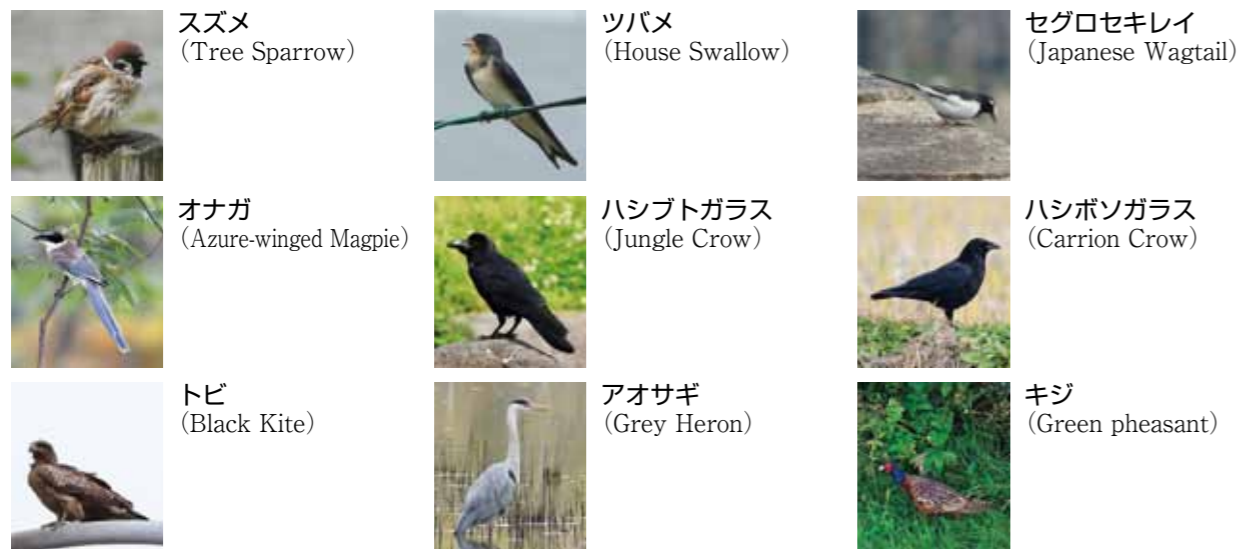 スズメ
（Tree Sparrow）
ツバメ
（House Swallow）
セグロセキレイ
（Japanese Wagtail）
オナガ
（Azure-winged Magpie）
ハシブトガラス
（Jungle Crow）
ハシボソガラス
（Carrion Crow）
トビ
（Black Kite）
アオサギ
（Grey Heron）
キジ
（Green pheasant）